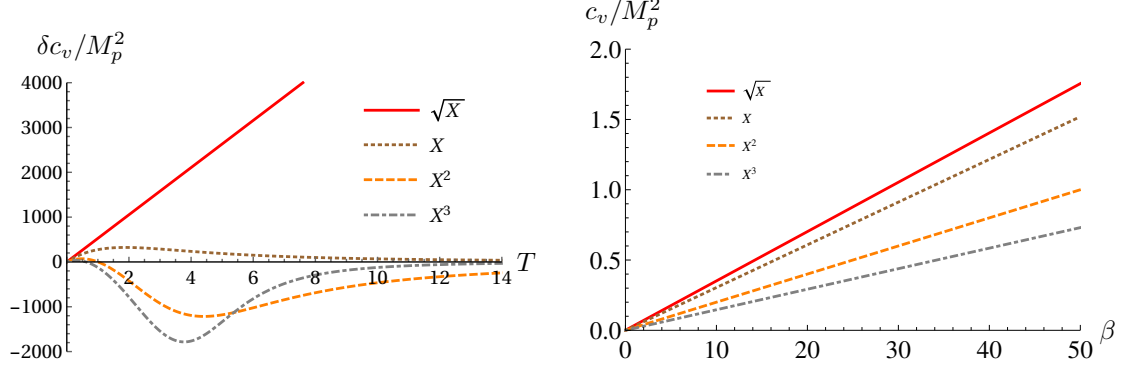 δc_v/M_p^2
4000
3000
2000
1000
0
−1000
−2000
2 4 6 8 10 12 14
T
√X
X
X^2
X^3
c_v/M_p^2
2.0
1.5
1.0
0.5
0.0
0 10 20 30 40 50
β
√X
X
X^2
X^3